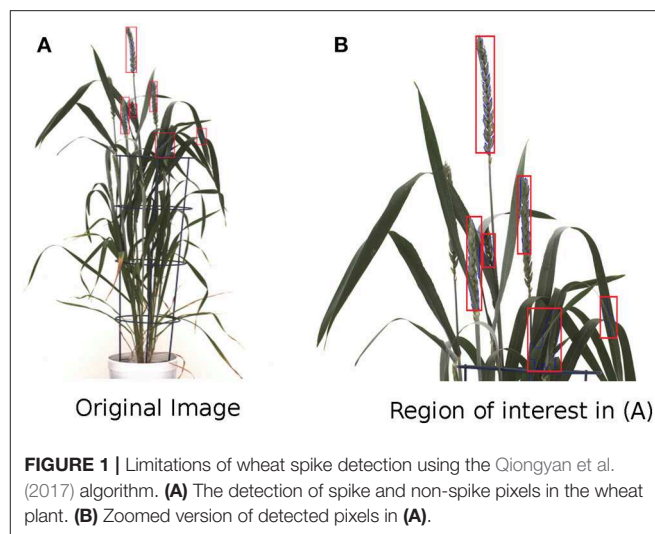 A
B
Original Image
Region of interest in (A)
FIGURE 1 | Limitations of wheat spike detection using the Qiongyan et al.
(2017) algorithm. (A) The detection of spike and non-spike pixels in the wheat
plant. (B) Zoomed version of detected pixels in (A).